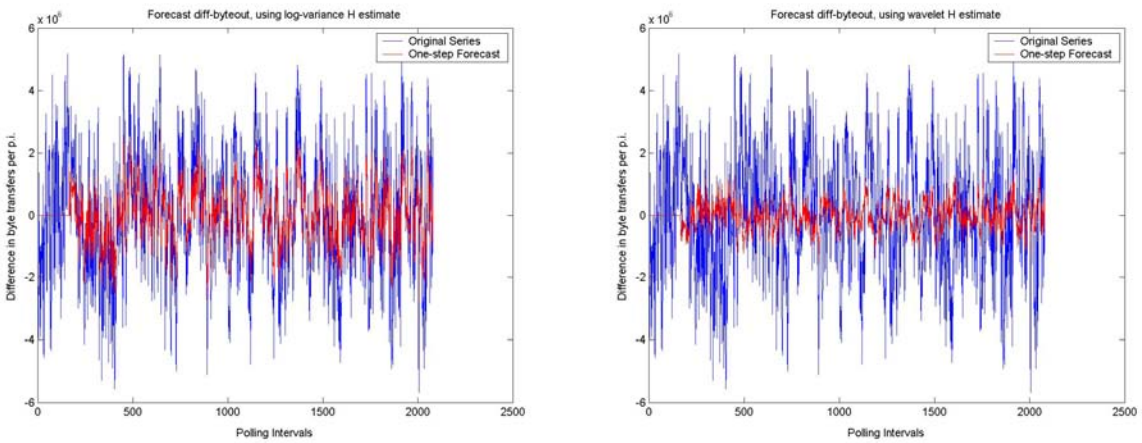 Forecast diff-byteout, using log-variance H estimate
x 10^6
Original Series
One-step Forecast
6
4
2
0
-2
-4
-6
0
500
1000
1500
2000
2500
Difference in byte transfers per p.i.
Polling Intervals
Forecast diff-byteout, using wavelet H estimate
x 10^6
Original Series
One-step Forecast
6
4
2
0
-2
-4
-6
0
500
1000
1500
2000
2500
Difference in byte transfers per p.i.
Polling Intervals